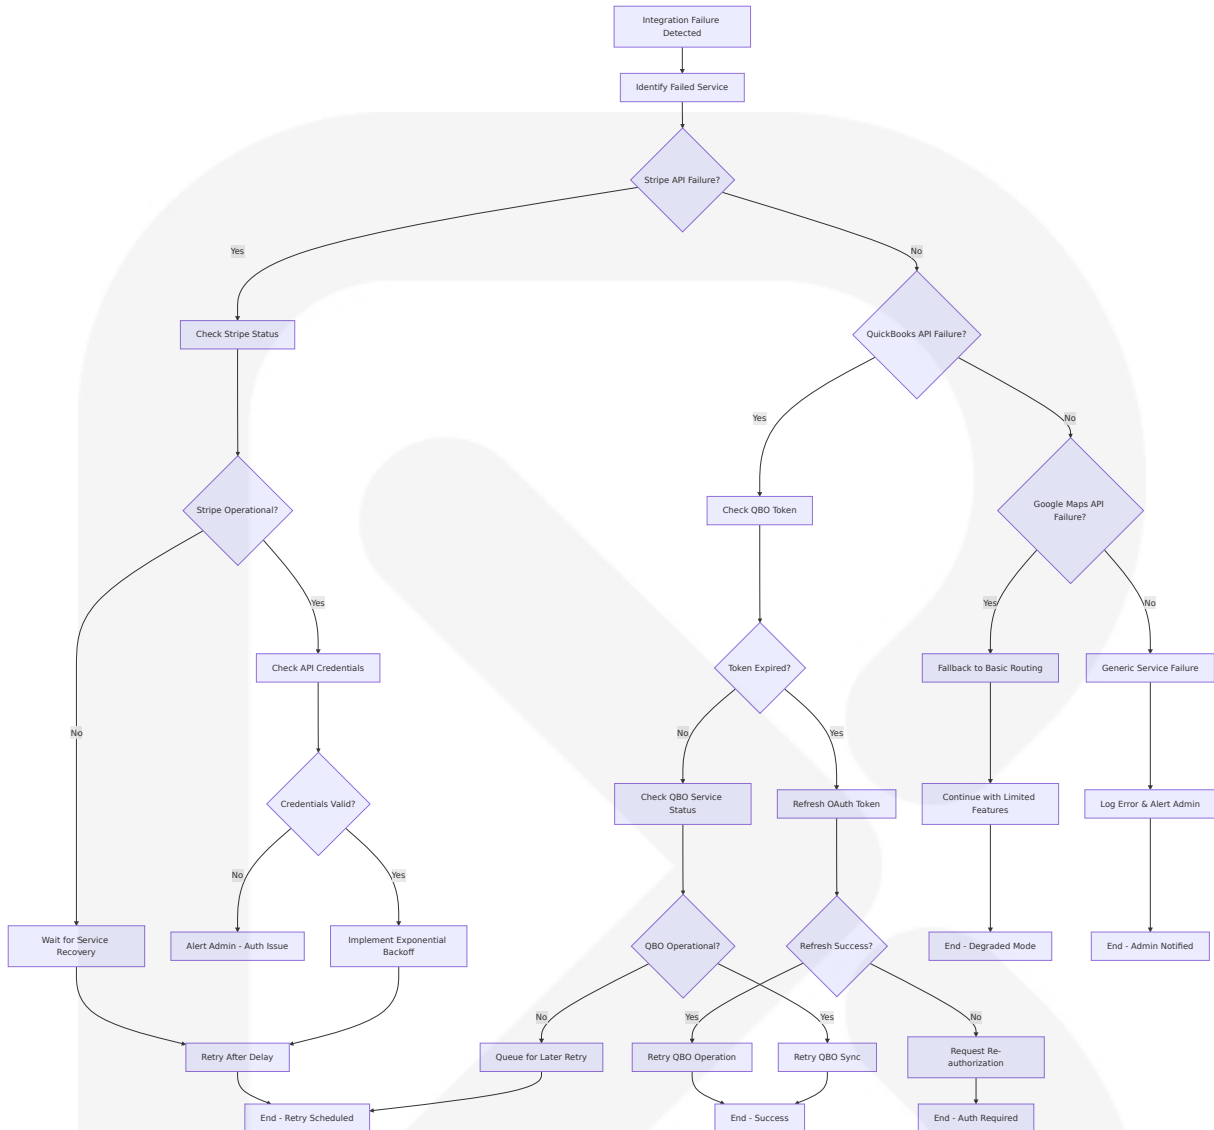 Integration Failure
Detected
Identify Failed Service
Stripe API Failure?
Yes
No
Check Stripe Status
QuickBooks API Failure?
Yes
No
Check QBO Token
Stripe Operational?
Google Maps API
Failure?
Yes
Yes
No
Check API Credentials
Token Expired?
Fallback to Basic Routing
Generic Service Failure
No
No
Yes
Credentials Valid?
Check QBO Service
Status
Refresh OAuth Token
Continue with Limited
Features
Log Error & Alert Admin
No
Yes
Wait for Service
Recovery
Alert Admin - Auth Issue
Implement Exponential
Backoff
QBO Operational?
Refresh Success?
End - Degraded Mode
End - Admin Notified
No
Yes
Yes
No
Retry After Delay
Queue for Later Retry
Retry QBO Operation
Retry QBO Sync
Request Re-
authorization
End - Retry Scheduled
End - Success
End - Auth Required